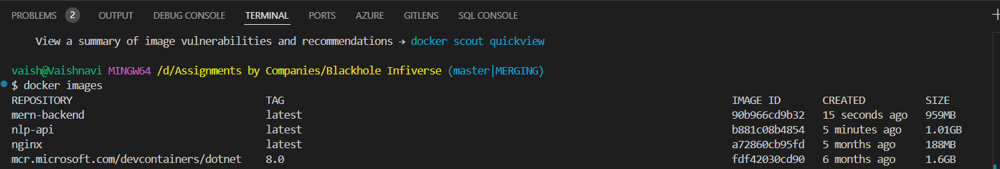 PROBLEMS 2 OUTPUT DEBUG CONSOLE TERMINAL PORTS AZURE GITLENS SQL CONSOLE +
View a summary of image vulnerabilities and recommendations → docker scout quickview
vaish@Vaishnavi MINGW64 /d/Assignments by Companies/Blackhole Infiverse (master|MERGING)
$ docker images
REPOSITORY TAG IMAGE ID CREATED SIZE
mern-backend latest 90b966cd9b32 15 seconds ago 959MB
nlp-api latest b881c08b4854 5 minutes ago 1.01GB
nginx latest a72860cb95fd 5 months ago 188MB
mcr.microsoft.com/devcontainers/dotnet 8.0 fdf42030cd90 6 months ago 1.6GB